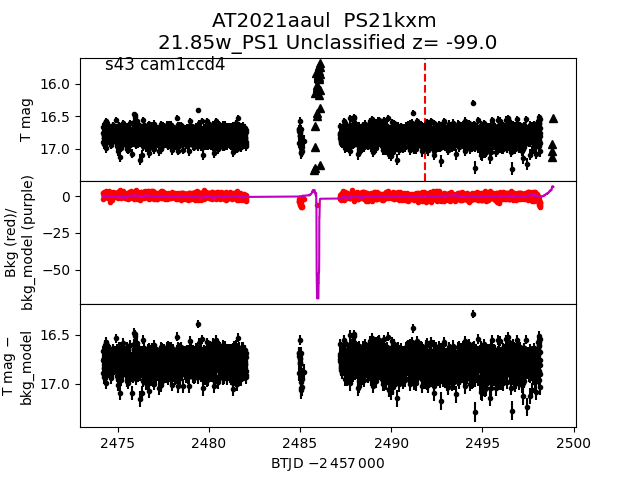 AT2021aaul  PS21kxm
21.85w_PS1 Unclassified z= -99.0
s43 cam1ccd4
T mag
16.0
16.5
17.0
Bkg (red)/
bkg_model (purple)
0
−25
−50
T mag −
bkg_model
16.5
17.0
2475
2480
2485
2490
2495
2500
BTJD −2 457 000